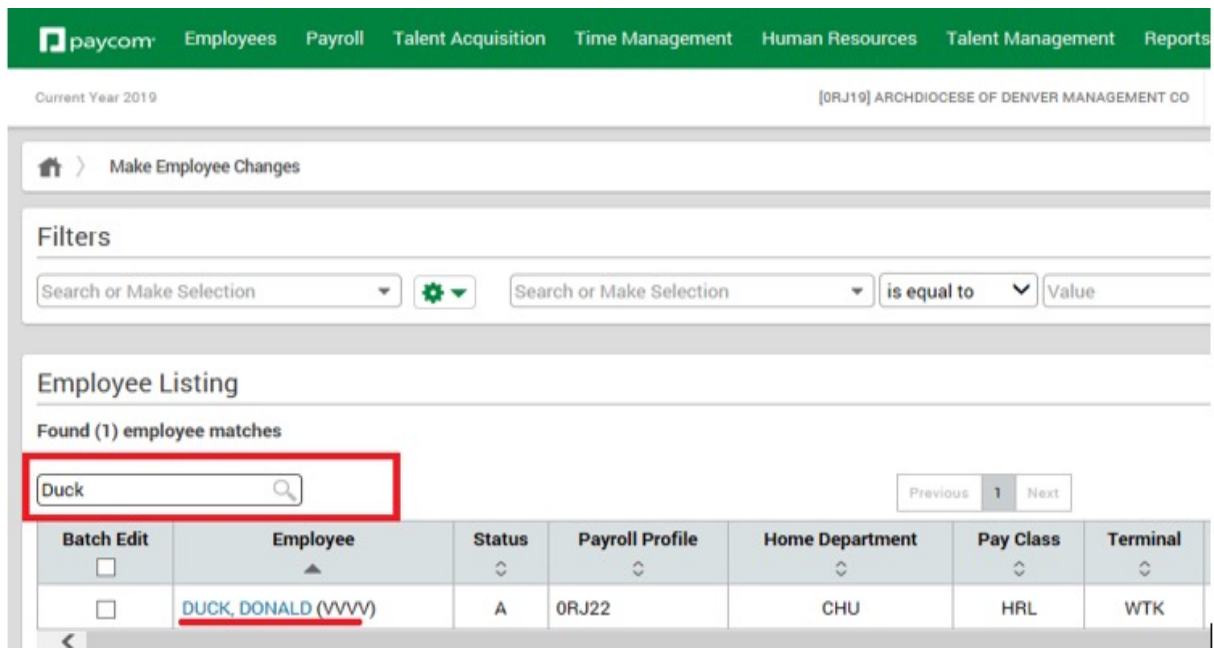 paycom Employees Payroll Talent Acquisition Time Management Human Resources Talent Management Reports
Current Year 2019 [0RJ19] ARCHDIOCESE OF DENVER MANAGEMENT CO
Make Employee Changes
Filters
Search or Make Selection Search or Make Selection is equal to Value
Employee Listing
Found (1) employee matches
Duck Previous 1 Next
Batch Edit Employee Status Payroll Profile Home Department Pay Class Terminal
DUCK, DONALD (VVVV) A 0RJ22 CHU HRL WTK